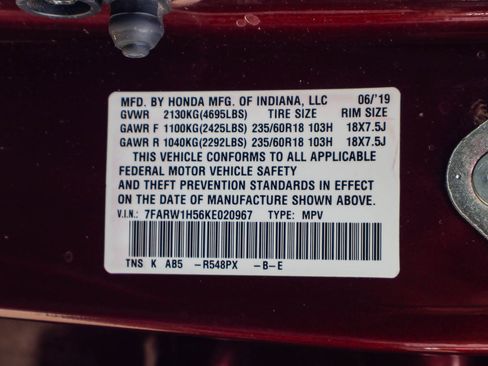 MFD. BY HONDA MFG. OF INDIANA, LLC 06/'19
GVWR 2130KG(4695LBS) TIRE SIZE RIM SIZE
GAWR F 1100KG(2425LBS) 235/60R18 103H 18X7.5J
GAWR R 1040KG(2292LBS) 235/60R18 103H 18X7.5J
THIS VEHICLE CONFORMS TO ALL APPLICABLE
FEDERAL MOTOR VEHICLE SAFETY
AND THEFT PREVENTION STANDARDS IN EFFECT
ON THE DATE OF MANUFACTURE SHOWN ABOVE.
V.I.N.: 7FARW1H56KE020967 TYPE: MPV
TNS K AB5 -R548PX -B-E